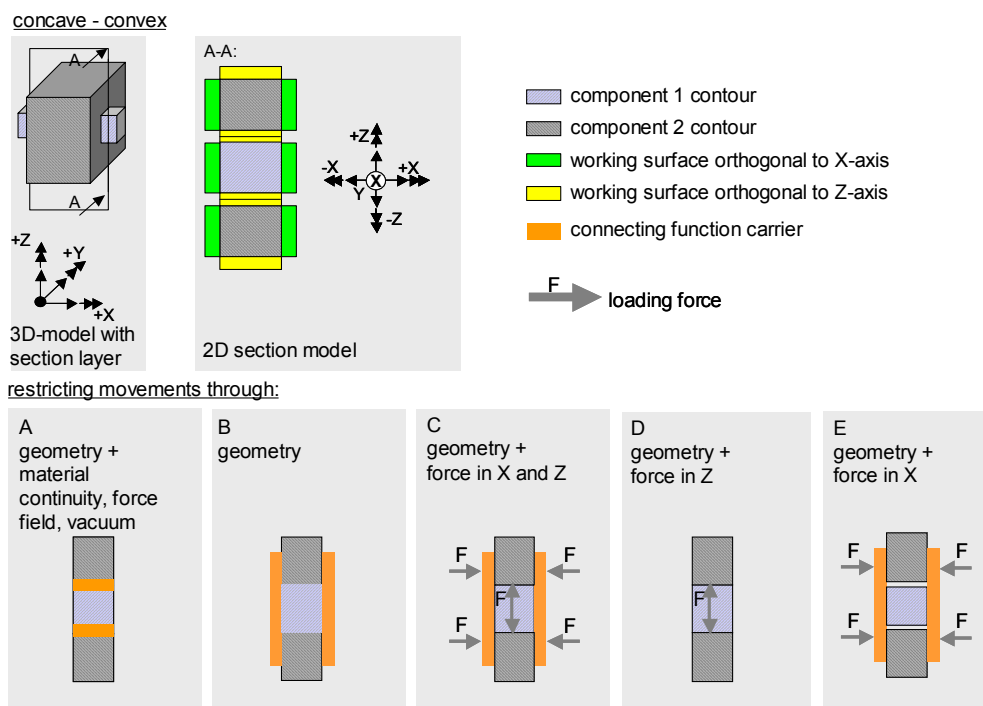 concave - convex
A
A
+Z
+Y
+X
3D-model with
section layer
A-A:
+Z
-X
X
+X
Y
-Z
2D section model
component 1 contour
component 2 contour
working surface orthogonal to X-axis
working surface orthogonal to Z-axis
connecting function carrier
F
loading force
restricting movements through:
A
geometry +
material
continuity, force
field, vacuum
B
geometry
C
geometry +
force in X and Z
F
F
F
F
F
D
geometry +
force in Z
F
E
geometry +
force in X
F
F
F
F